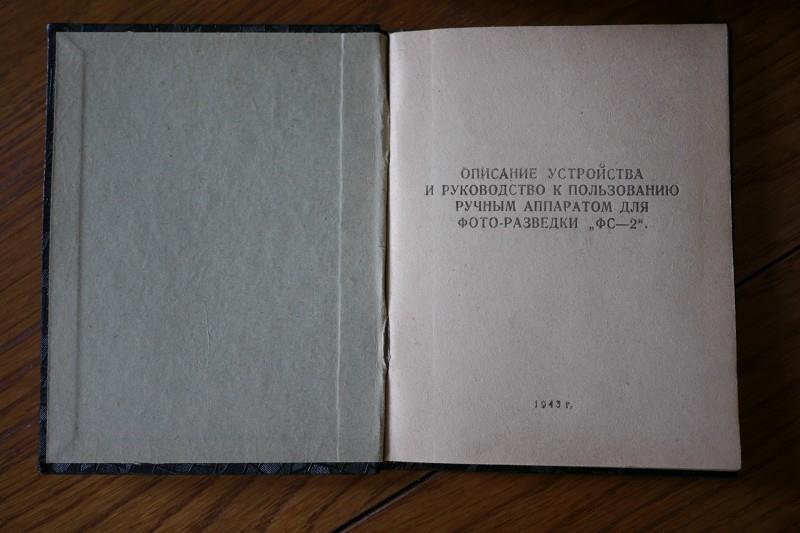 ОПИСАНИЕ УСТРОЙСТВА
И РУКОВОДСТВО К ПОЛЬЗОВАНИЮ
РУЧНЫМ АППАРАТОМ ДЛЯ
ФОТО-РАЗВЕДКИ „ФС—2“.
1943 г.